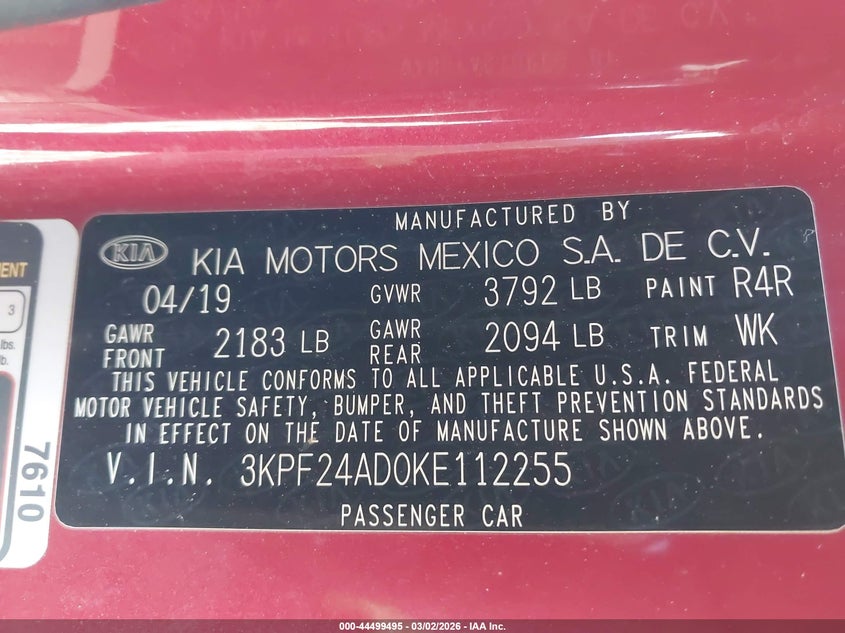 MANUFACTURED BY
KIA KIA MOTORS MEXICO S.A. DE C.V.
04/19 GVWR 3792 LB PAINT R4R
GAWR FRONT 2183 LB GAWR REAR 2094 LB TRIM WK
THIS VEHICLE CONFORMS TO ALL APPLICABLE U.S.A. FEDERAL
MOTOR VEHICLE SAFETY, BUMPER, AND THEFT PREVENTION STANDARDS
IN EFFECT ON THE DATE OF MANUFACTURE SHOWN ABOVE.
V.I.N. 3KPF24AD0KE112255
PASSENGER CAR
3
lbs.
lb.
7610
000-44499495 - 03/02/2026 - IAA Inc.